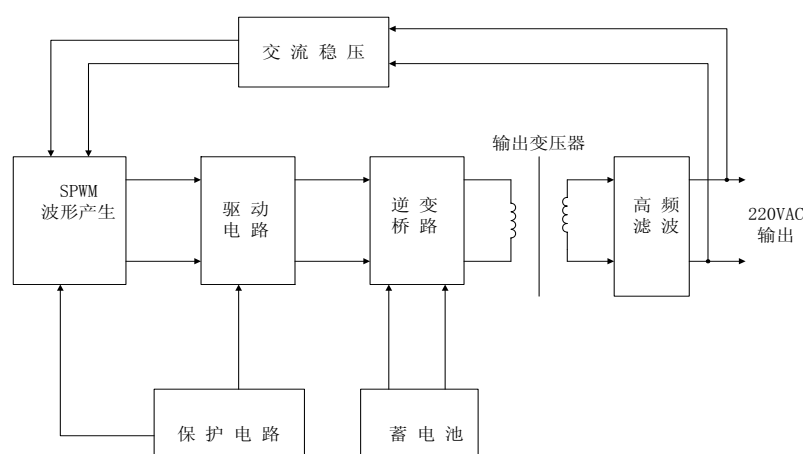 交流稳压
输出变压器
SPWM
波形产生
驱动
电路
逆变
桥路
高频
滤波
220VAC
输出
保护电路
蓄电池